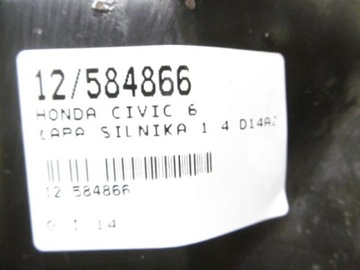 12/584866
HONDA CIVIC 6
ŁAPA SILNIKA 1 4 D14A2
12 584866
G I 14